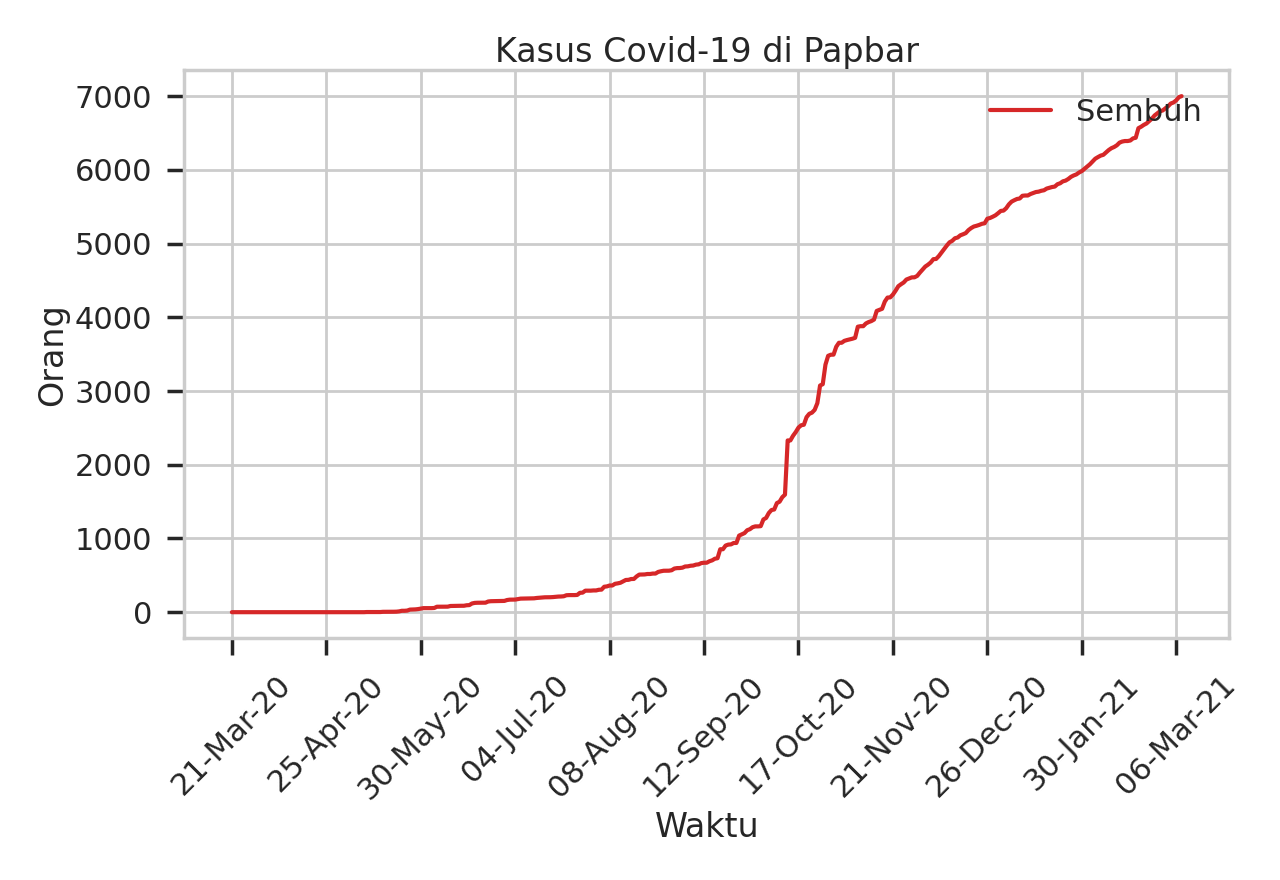 Kasus Covid-19 di Papbar
Sembuh
7000
6000
5000
4000
3000
2000
1000
0
Orang
21-Mar-20
25-Apr-20
30-May-20
04-Jul-20
08-Aug-20
12-Sep-20
17-Oct-20
21-Nov-20
26-Dec-20
30-Jan-21
06-Mar-21
Waktu